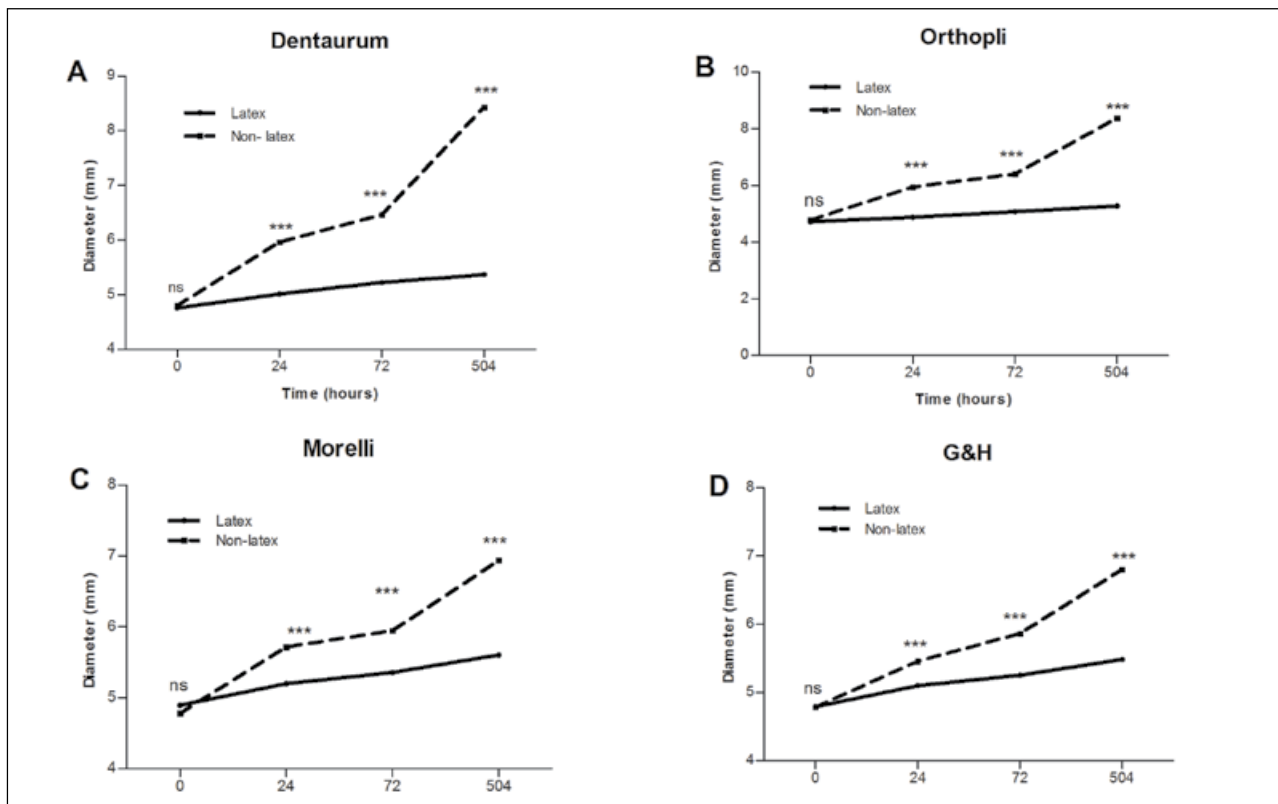 Dentaurum
A
9
8
7
6
5
4
Diameter (mm)
Latex
Non- latex
ns
***
***
***
0 24 72 504
Time (hours)
Orthopli
B
10
8
6
4
2
0
Diameter (mm)
Latex
Non-latex
ns
***
***
***
0 24 72 504
Time (hours)
Morelli
C
8
7
6
5
4
Diameter (mm)
Latex
Non-latex
ns
***
***
***
0 24 72 504
G&H
D
8
7
6
5
4
Diameter (mm)
Latex
Non-latex
ns
***
***
***
0 24 72 504